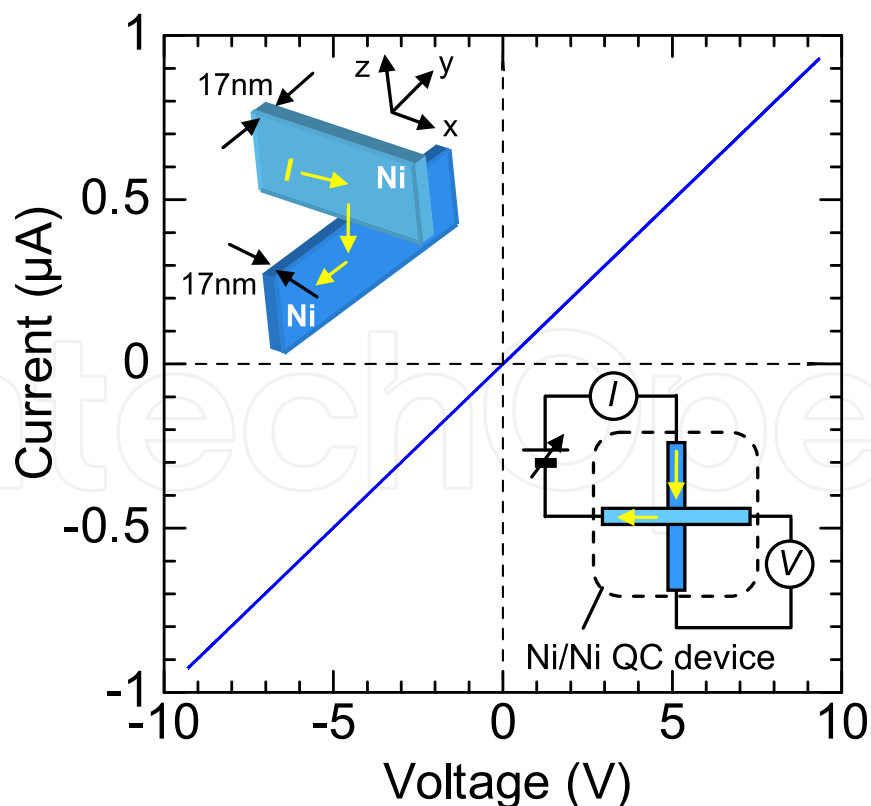 1
0.5
0
-0.5
-1
-10
-5
0
5
10
Current (μA)
Voltage (V)
17nm
z
y
x
I
Ni
17nm
Ni
I
V
Ni/Ni QC device
ntechOpe